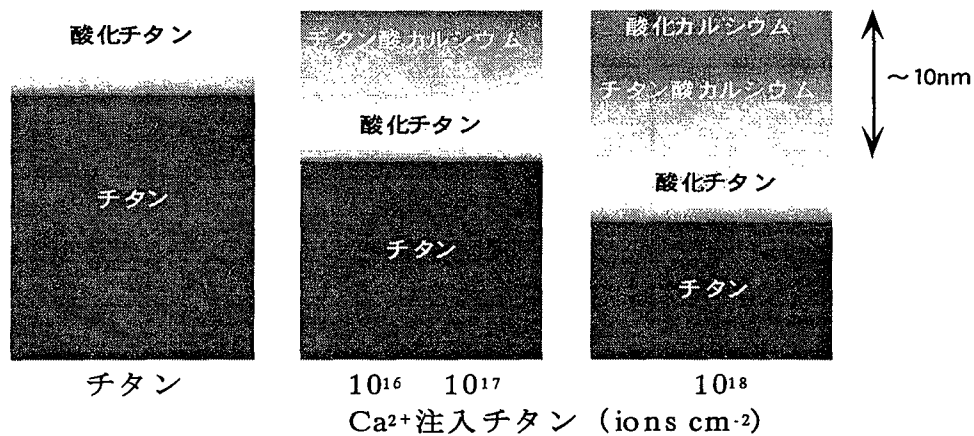 酸化チタン
チタン
チタン
チタン酸カルシウム
酸化チタン
チタン
酸化カルシウム
チタン酸カルシウム
酸化チタン
チタン
～10nm
10¹⁶ 10¹⁷
10¹⁸
Ca²⁺注入チタン（ions cm⁻²)